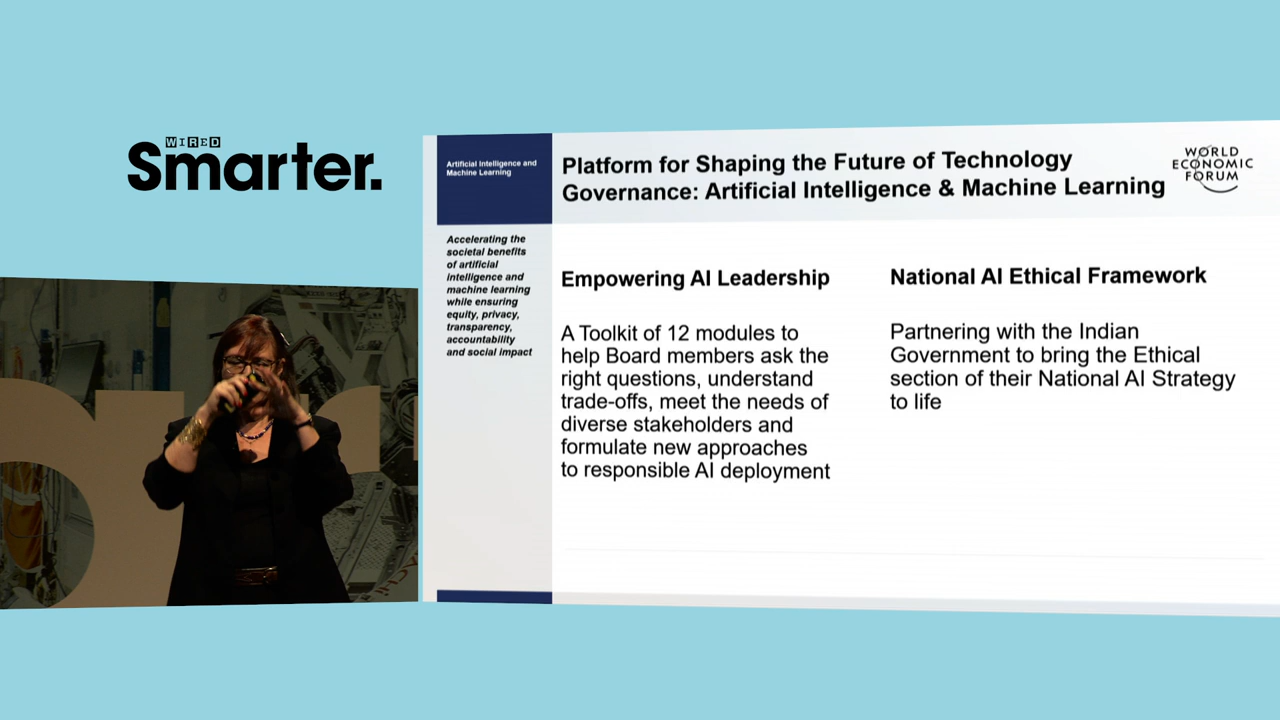 WIRED
Smarter.
Artificial Intelligence and
Machine Learning
Platform for Shaping the Future of Technology
Governance: Artificial Intelligence & Machine Learning
WORLD
ECONOMIC
FORUM
Accelerating the
societal benefits
of artificial
intelligence and
machine learning
while ensuring
equity, privacy,
transparency,
accountability
and social impact
Empowering AI Leadership
A Toolkit of 12 modules to
help Board members ask the
right questions, understand
trade-offs, meet the needs of
diverse stakeholders and
formulate new approaches
to responsible AI deployment
National AI Ethical Framework
Partnering with the Indian
Government to bring the Ethical
section of their National AI Strategy
to life